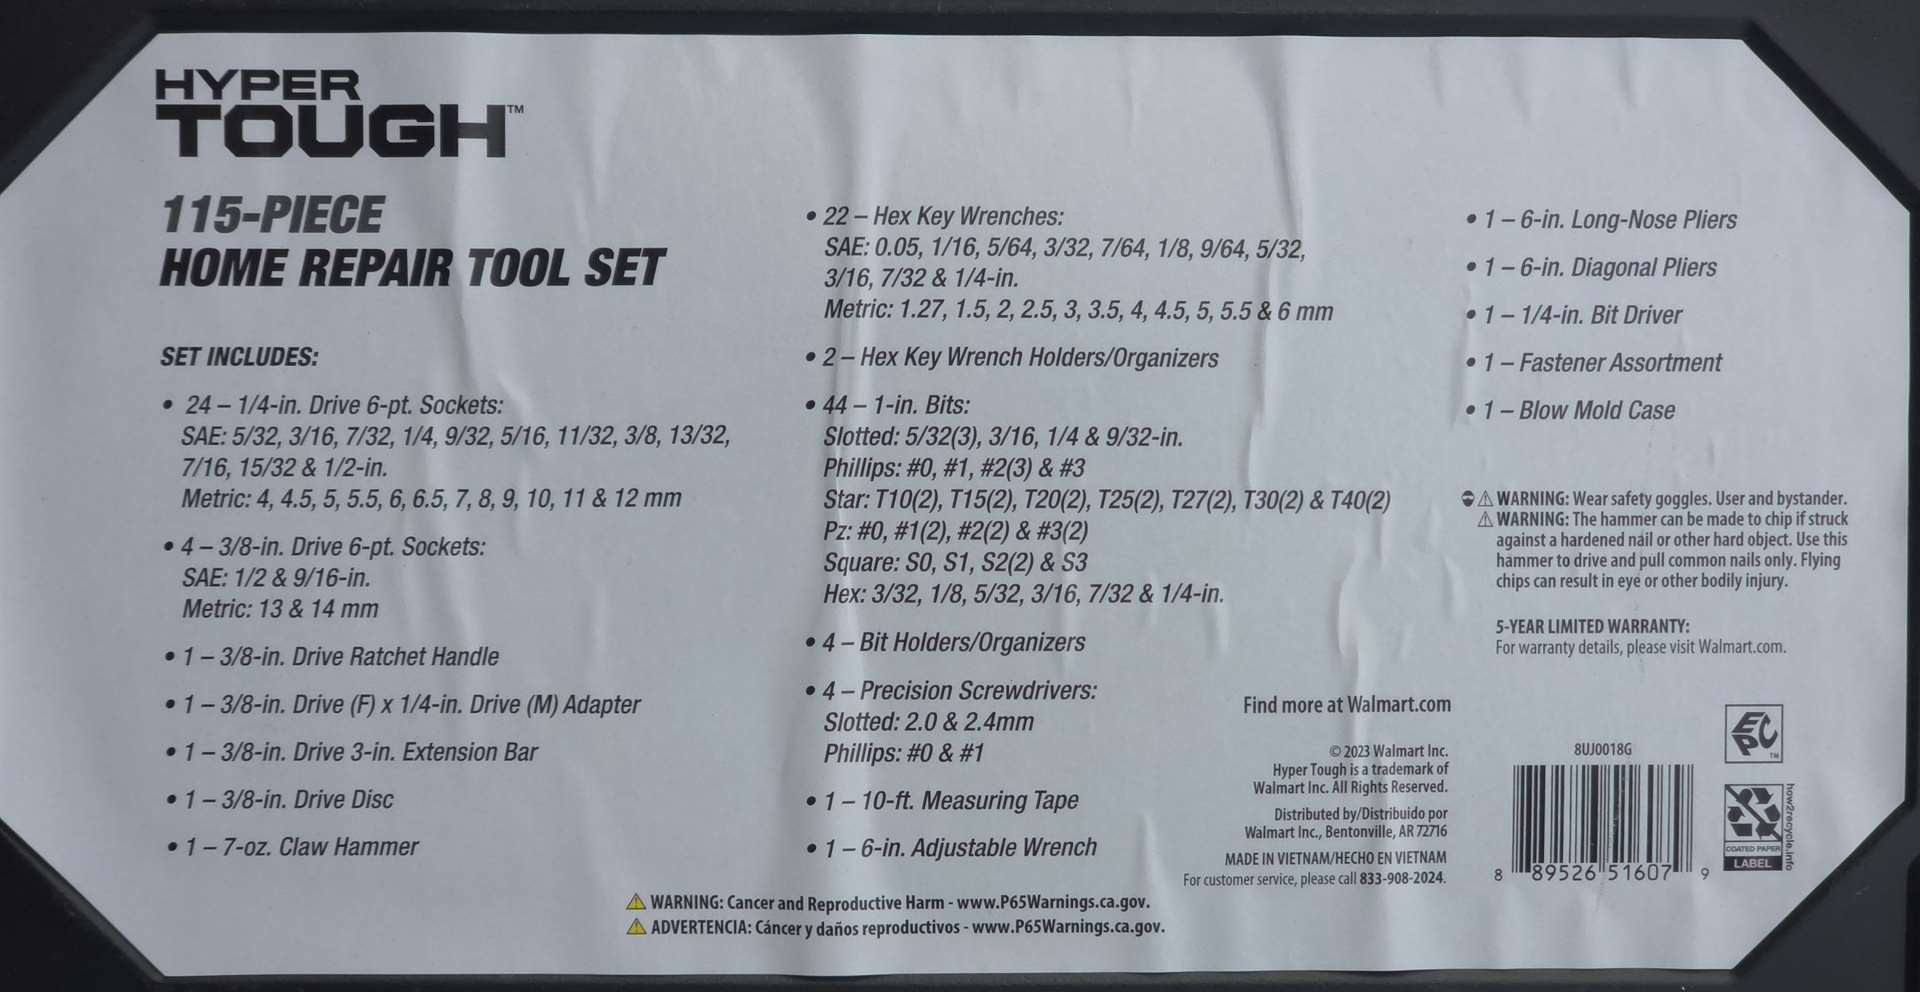 HYPER
TOUGH™
115-PIECE
HOME REPAIR TOOL SET
SET INCLUDES:
• 24 – 1/4-in. Drive 6-pt. Sockets:
SAE: 5/32, 3/16, 7/32, 1/4, 9/32, 5/16, 11/32, 3/8, 13/32,
7/16, 15/32 & 1/2-in.
Metric: 4, 4.5, 5, 5.5, 6, 6.5, 7, 8, 9, 10, 11 & 12 mm
• 4 – 3/8-in. Drive 6-pt. Sockets:
SAE: 1/2 & 9/16-in.
Metric: 13 & 14 mm
• 1 – 3/8-in. Drive Ratchet Handle
• 1 – 3/8-in. Drive (F) x 1/4-in. Drive (M) Adapter
• 1 – 3/8-in. Drive 3-in. Extension Bar
• 1 – 3/8-in. Drive Disc
• 1 – 7-oz. Claw Hammer
• 22 – Hex Key Wrenches:
SAE: 0.05, 1/16, 5/64, 3/32, 7/64, 1/8, 9/64, 5/32,
3/16, 7/32 & 1/4-in.
Metric: 1.27, 1.5, 2, 2.5, 3, 3.5, 4, 4.5, 5, 5.5 & 6 mm
• 2 – Hex Key Wrench Holders/Organizers
• 44 – 1-in. Bits:
Slotted: 5/32(3), 3/16, 1/4 & 9/32-in.
Phillips: #0, #1, #2(3) & #3
Star: T10(2), T15(2), T20(2), T25(2), T27(2), T30(2) & T40(2)
Pz: #0, #1(2), #2(2) & #3(2)
Square: S0, S1, S2(2) & S3
Hex: 3/32, 1/8, 5/32, 3/16, 7/32 & 1/4-in.
• 4 – Bit Holders/Organizers
• 4 – Precision Screwdrivers:
Slotted: 2.0 & 2.4mm
Phillips: #0 & #1
• 1 – 10-ft. Measuring Tape
• 1 – 6-in. Adjustable Wrench
• 1 – 6-in. Long-Nose Pliers
• 1 – 6-in. Diagonal Pliers
• 1 – 1/4-in. Bit Driver
• 1 – Fastener Assortment
• 1 – Blow Mold Case
WARNING: Wear safety goggles. User and bystander.
WARNING: The hammer can be made to chip if struck
against a hardened nail or other hard object. Use this
hammer to drive and pull common nails only. Flying
chips can result in eye or other bodily injury.
5-YEAR LIMITED WARRANTY:
For warranty details, please visit Walmart.com.
Find more at Walmart.com
© 2023 Walmart Inc.
Hyper Tough is a trademark of
Walmart Inc. All Rights Reserved.
Distributed by/Distribuido por
Walmart Inc., Bentonville, AR 72716
MADE IN VIETNAM/HECHO EN VIETNAM
For customer service, please call 833-908-2024.
8UJ0018G
8 89526 51607 9
EPC™
how2recycle.info
COATED PAPER
LABEL
WARNING: Cancer and Reproductive Harm - www.P65Warnings.ca.gov.
ADVERTENCIA: Cáncer y daños reproductivos - www.P65Warnings.ca.gov.